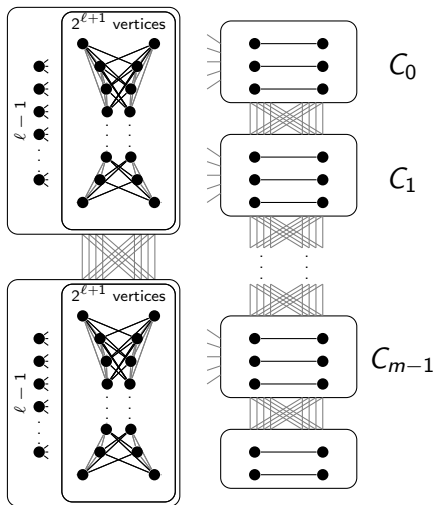 2^{ℓ+1} vertices
ℓ − 1
C_0
C_1
2^{ℓ+1} vertices
ℓ − 1
C_{m−1}